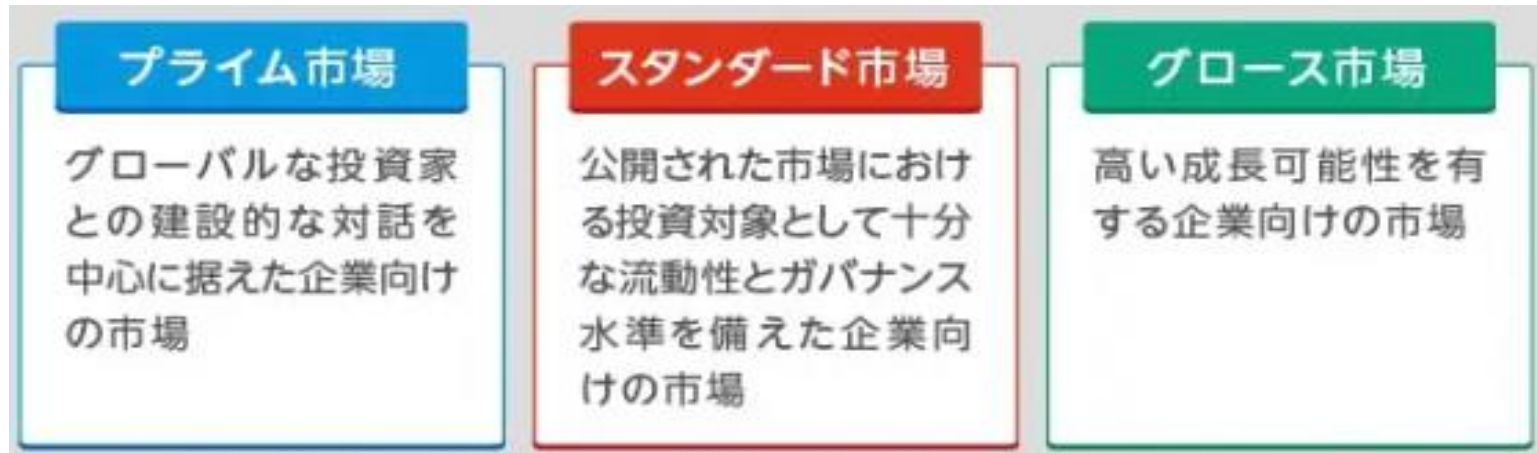 プライム市場
グローバルな投資家
との建設的な対話を
中心に据えた企業向け
の市場
スタンダード市場
公開された市場におけ
る投資対象として十分
な流動性とガバナンス
水準を備えた企業向
けの市場
グロース市場
高い成長可能性を有
する企業向けの市場